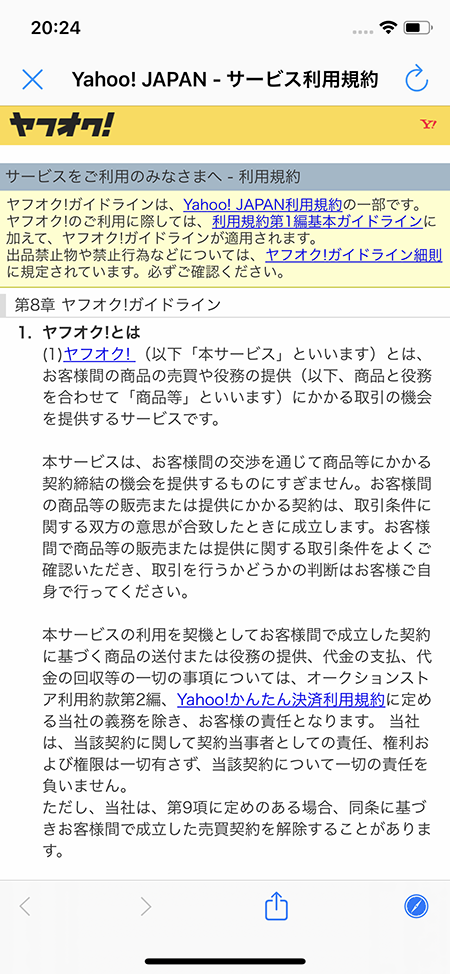 20:24
Yahoo! JAPAN - サービス利用規約
ヤフオク!
Y!
サービスをご利用のみなさまへ - 利用規約
ヤフオク!ガイドラインは、Yahoo! JAPAN利用規約の一部です。
ヤフオク!のご利用に際しては、利用規約第1編基本ガイドラインに
加えて、ヤフオク!ガイドラインが適用されます。
出品禁止物や禁止行為などについては、ヤフオク!ガイドライン細則
に規定されています。必ずご確認ください。
第8章 ヤフオク!ガイドライン
1. ヤフオク!とは
(1)ヤフオク! （以下「本サービス」といいます）とは、
お客様間の商品の売買や役務の提供（以下、商品と役務
を合わせて「商品等」といいます）にかかる取引の機会
を提供するサービスです。
本サービスは、お客様間の交渉を通じて商品等にかかる
契約締結の機会を提供するものにすぎません。お客様間
の商品等の販売または提供にかかる契約は、取引条件に
関する双方の意思が合致したときに成立します。お客様
間で商品等の販売または提供に関する取引条件をよくご
確認いただき、取引を行うかどうかの判断はお客様ご自
身で行ってください。
本サービスの利用を契機としてお客様間で成立した契約
に基づく商品の送付または役務の提供、代金の支払、代
金の回収等の一切の事項については、オークションスト
ア利用約款第2編、Yahoo!かんたん決済利用規約に定め
る当社の義務を除き、お客様の責任となります。 当社
は、当該契約に関して契約当事者としての責任、権利お
よび権限は一切有さず、当該契約について一切の責任を
負いません。
ただし、当社は、第9項に定めのある場合、同条に基づ
きお客様間で成立した売買契約を解除することがありま
す。